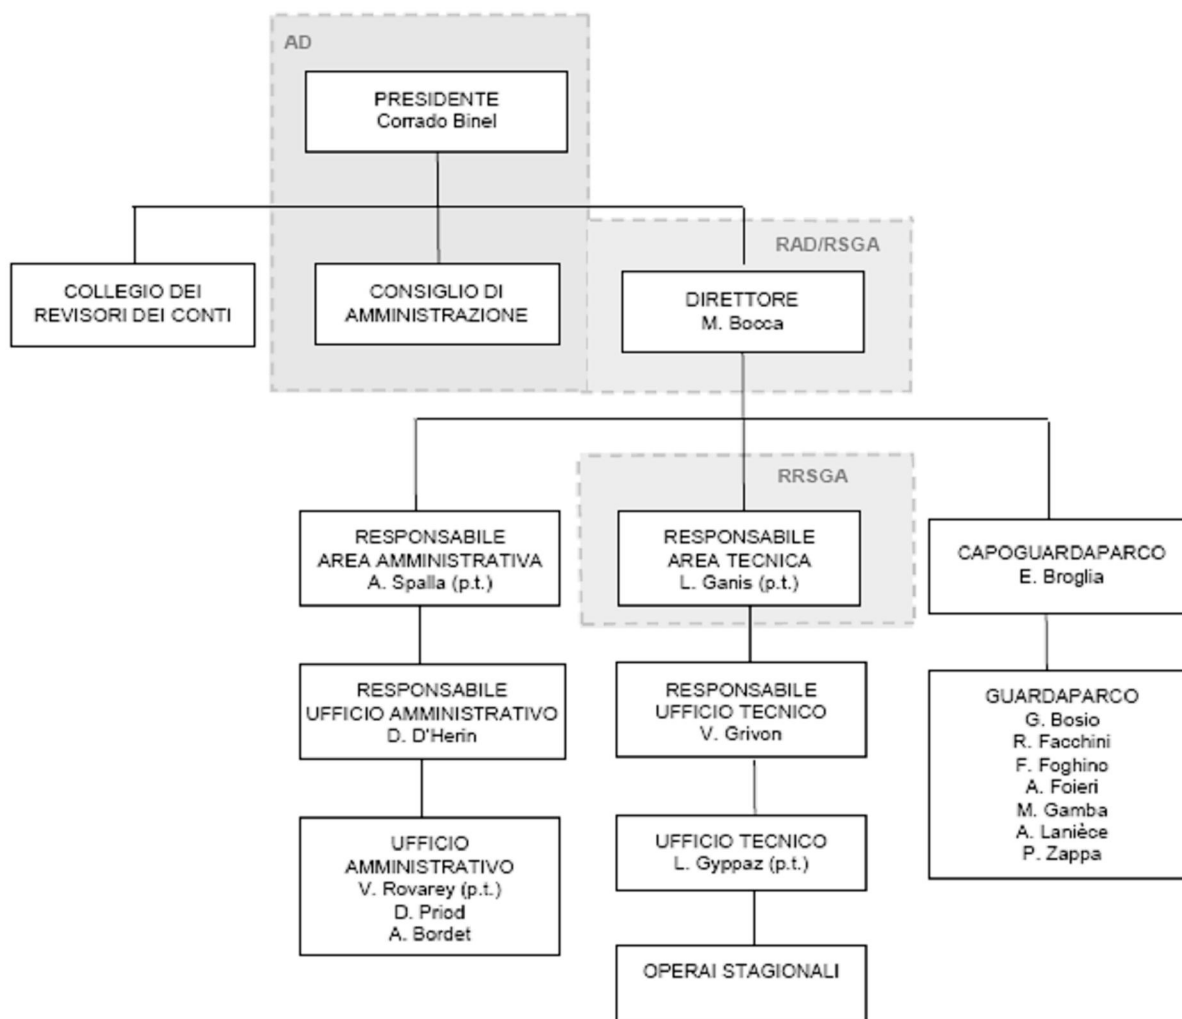 AD
PRESIDENTE
Corrado Binel
COLLEGIO DEI
REVISORI DEI CONTI
CONSIGLIO DI
AMMINISTRAZIONE
RAD/RSGA
DIRETTORE
M. Bocca
RESPONSABILE
AREA AMMINISTRATIVA
A. Spalla (p.t.)
RRSGA
RESPONSABILE
AREA TECNICA
L. Ganis (p.t.)
CAPOGUARDAPARCO
E. Broglia
RESPONSABILE
UFFICIO AMMINISTRATIVO
D. D'Herin
RESPONSABILE
UFFICIO TECNICO
V. Grivon
GUARDAPARCO
G. Bosio
R. Facchini
F. Foghino
A. Foieri
M. Gamba
A. Lanièce
P. Zappa
UFFICIO
AMMINISTRATIVO
V. Rovarey (p.t.)
D. Priod
A. Bordet
UFFICIO TECNICO
L. Gyppaz (p.t.)
OPERAI STAGIONALI